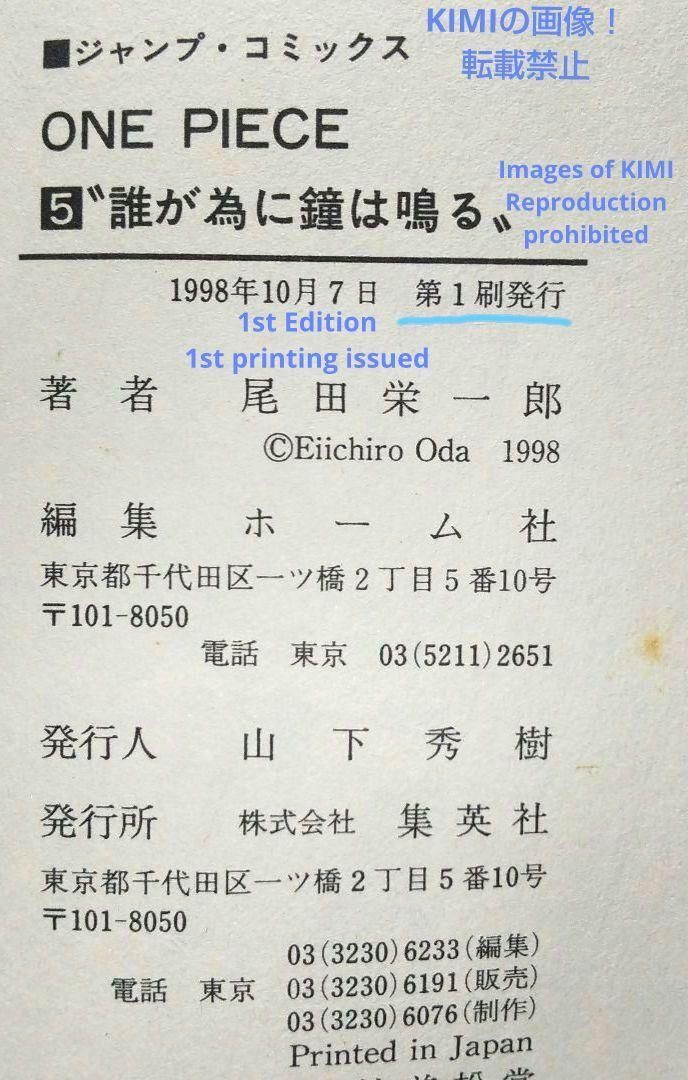 KIMIの画像！
転載禁止
■ジャンプ・コミックス
ONE PIECE
5〝誰が為に鐘は鳴る〟
Images of KIMI
Reproduction
prohibited
1998年10月7日 第1刷発行
1st Edition
1st printing issued
著者 尾田栄一郎
©Eiichiro Oda 1998
編集 ホーム社
東京都千代田区一ツ橋2丁目5番10号
〒101-8050
電話 東京 03(5211)2651
発行人 山下秀樹
発行所 株式会社 集英社
東京都千代田区一ツ橋2丁目5番10号
〒101-8050
03(3230)6233(編集)
電話 東京 03(3230)6191(販売)
03(3230)6076(制作)
Printed in Japan